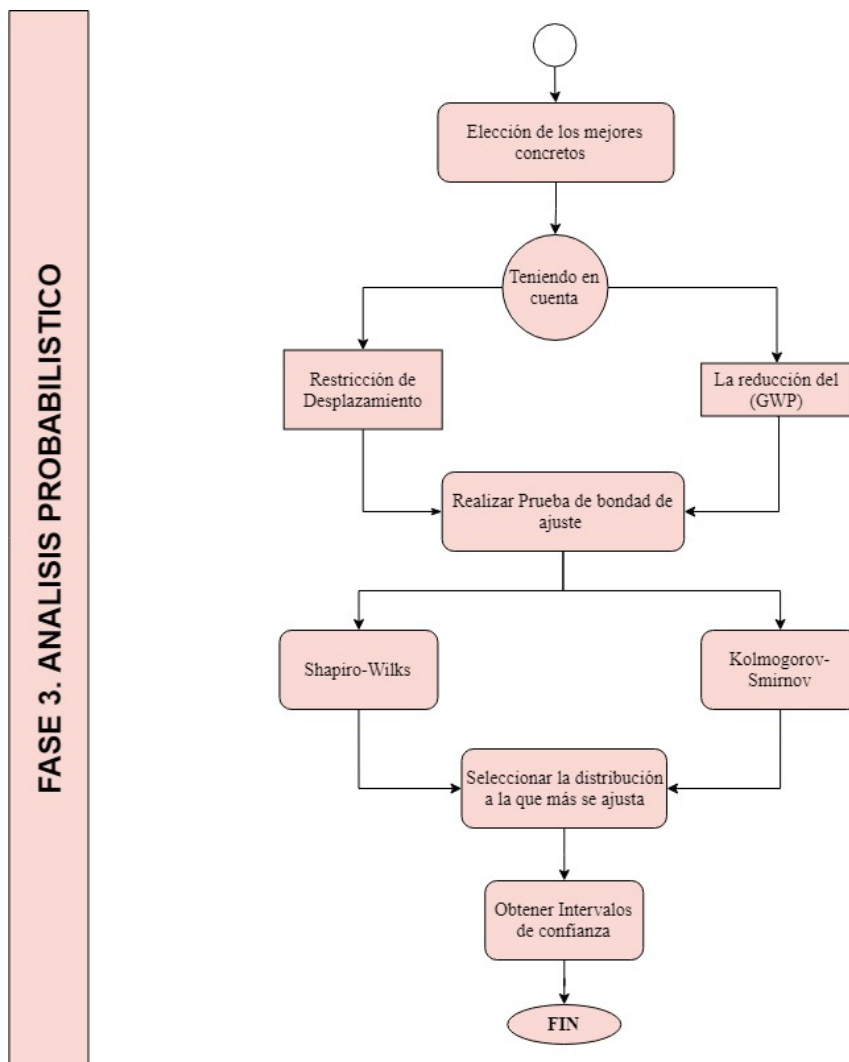 FASE 3. ANALISIS PROBABILISTICO
Elección de los mejores
concretos
Teniendo en
cuenta
Restricción de
Desplazamiento
La reducción del
(GWP)
Realizar Prueba de bondad de
ajuste
Shapiro-Wilks
Kolmogorov-
Smirnov
Seleccionar la distribución
a la que más se ajusta
Obtener Intervalos
de confianza
FIN